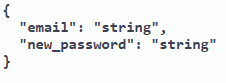 {
  "email": "string",
  "new_password": "string"
}